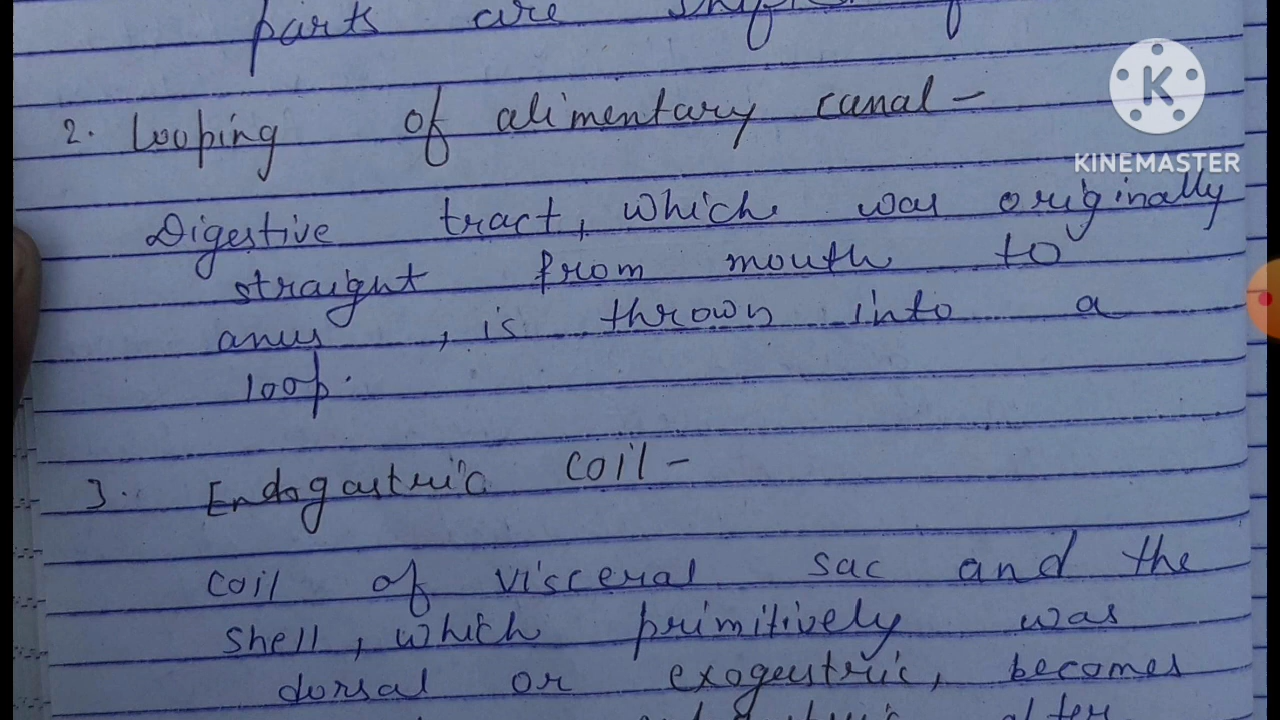 parts are
2. Looping of alimentary canal -
K
KINEMASTER
Digestive tract, which was originally
straight from mouth to
anus , is thrown into a
loop.
3. Endogastric coil -
coil of visceral sac and the
shell, which primitively was
dorsal or exogastric, becomes